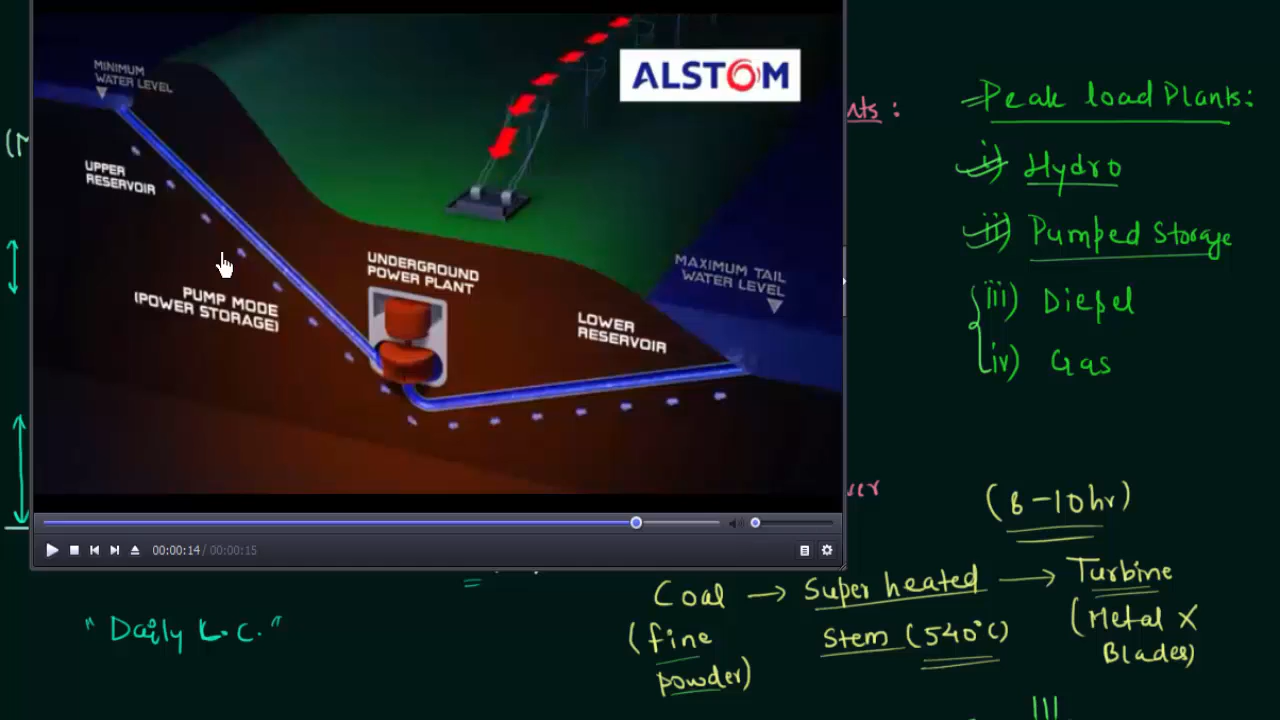 MINIMUM
WATER LEVEL
ALSTOM
UPPER
RESERVOIR
UNDERGROUND
POWER PLANT
MAXIMUM TAIL
WATER LEVEL
PUMP MODE
(POWER STORAGE)
LOWER
RESERVOIR
00:00:14 / 00:00:15
nts :
Peak load Plants:
i) Hydro
ii) Pumped Storage
iii) Diesel
iv) Gas
(M
(8-10hr)
Coal → Super heated → Turbine
(fine Stem (540°C) (Metal X
powder) Blades)
"Daily L.C."